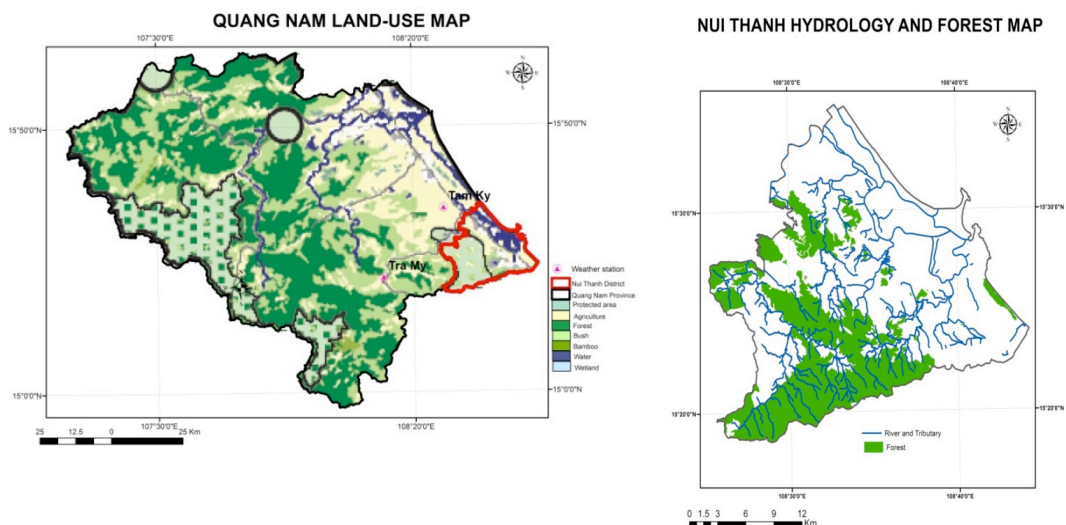 QUANG NAM LAND-USE MAP
107°30'0"E
108°20'0"E
N
W E
S
15°50'0"N
15°50'0"N
Tam Ky
Tra My
Weather station
Nui Thanh District
Quang Nam Province
Protected area
Agriculture
Forest
Bush
Bamboo
Water
Wetland
15°0'0"N
15°0'0"N
107°30'0"E
108°20'0"E
25 12.5 0 25 Km
NUI THANH HYDROLOGY AND FOREST MAP
108°30'0"E
108°40'0"E
N
W E
S
15°30'0"N
15°30'0"N
15°20'0"N
15°20'0"N
River and Tributary
Forest
108°30'0"E
108°40'0"E
0 1.5 3 6 9 12
Km